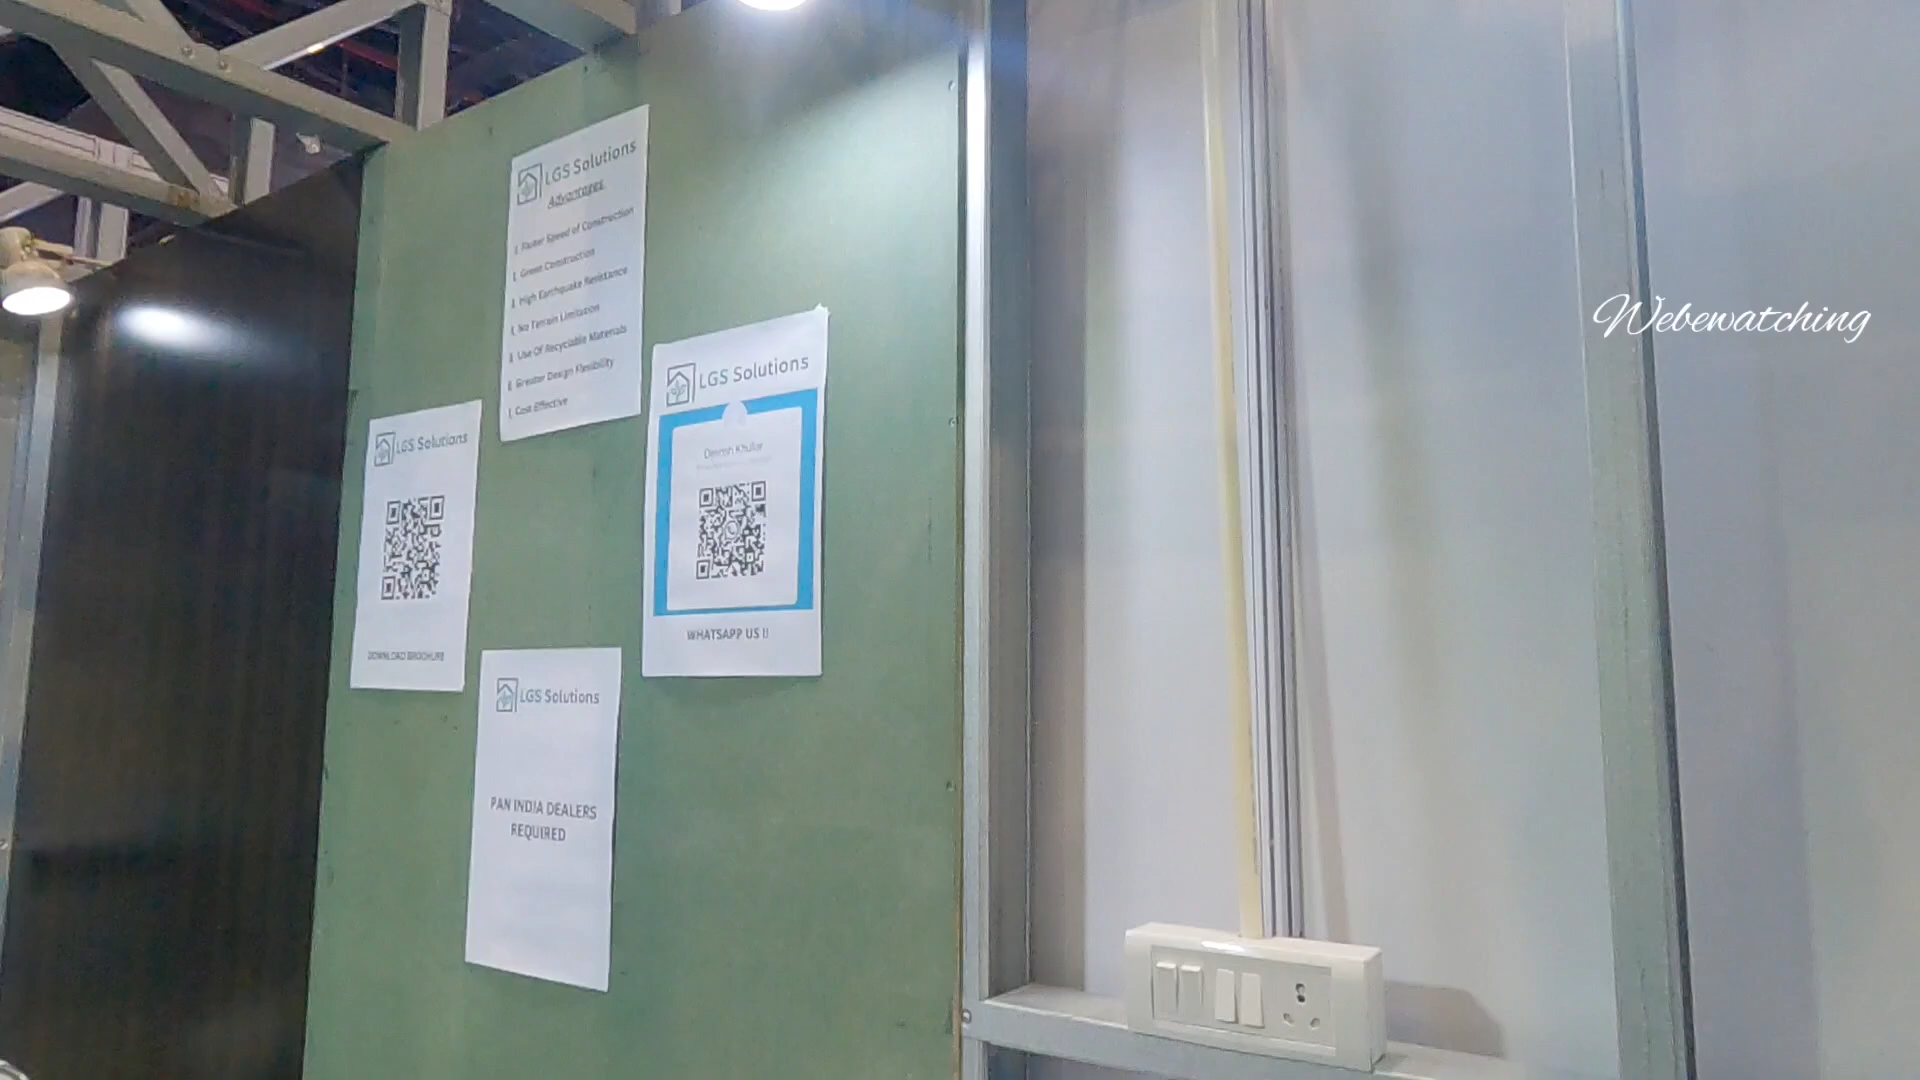 LGS Solutions
Advantages
Faster Speed of Construction
Green Construction
High Earthquake Resistance
No Terrain Limitation
Use Of Recyclable Materials
Greater Design Flexibility
Cost Effective
LGS Solutions
Khullar
WHATSAPP US !!
LGS Solutions
DOWNLOAD BROCHURE
LGS Solutions
PAN INDIA DEALERS
REQUIRED
Webewatching